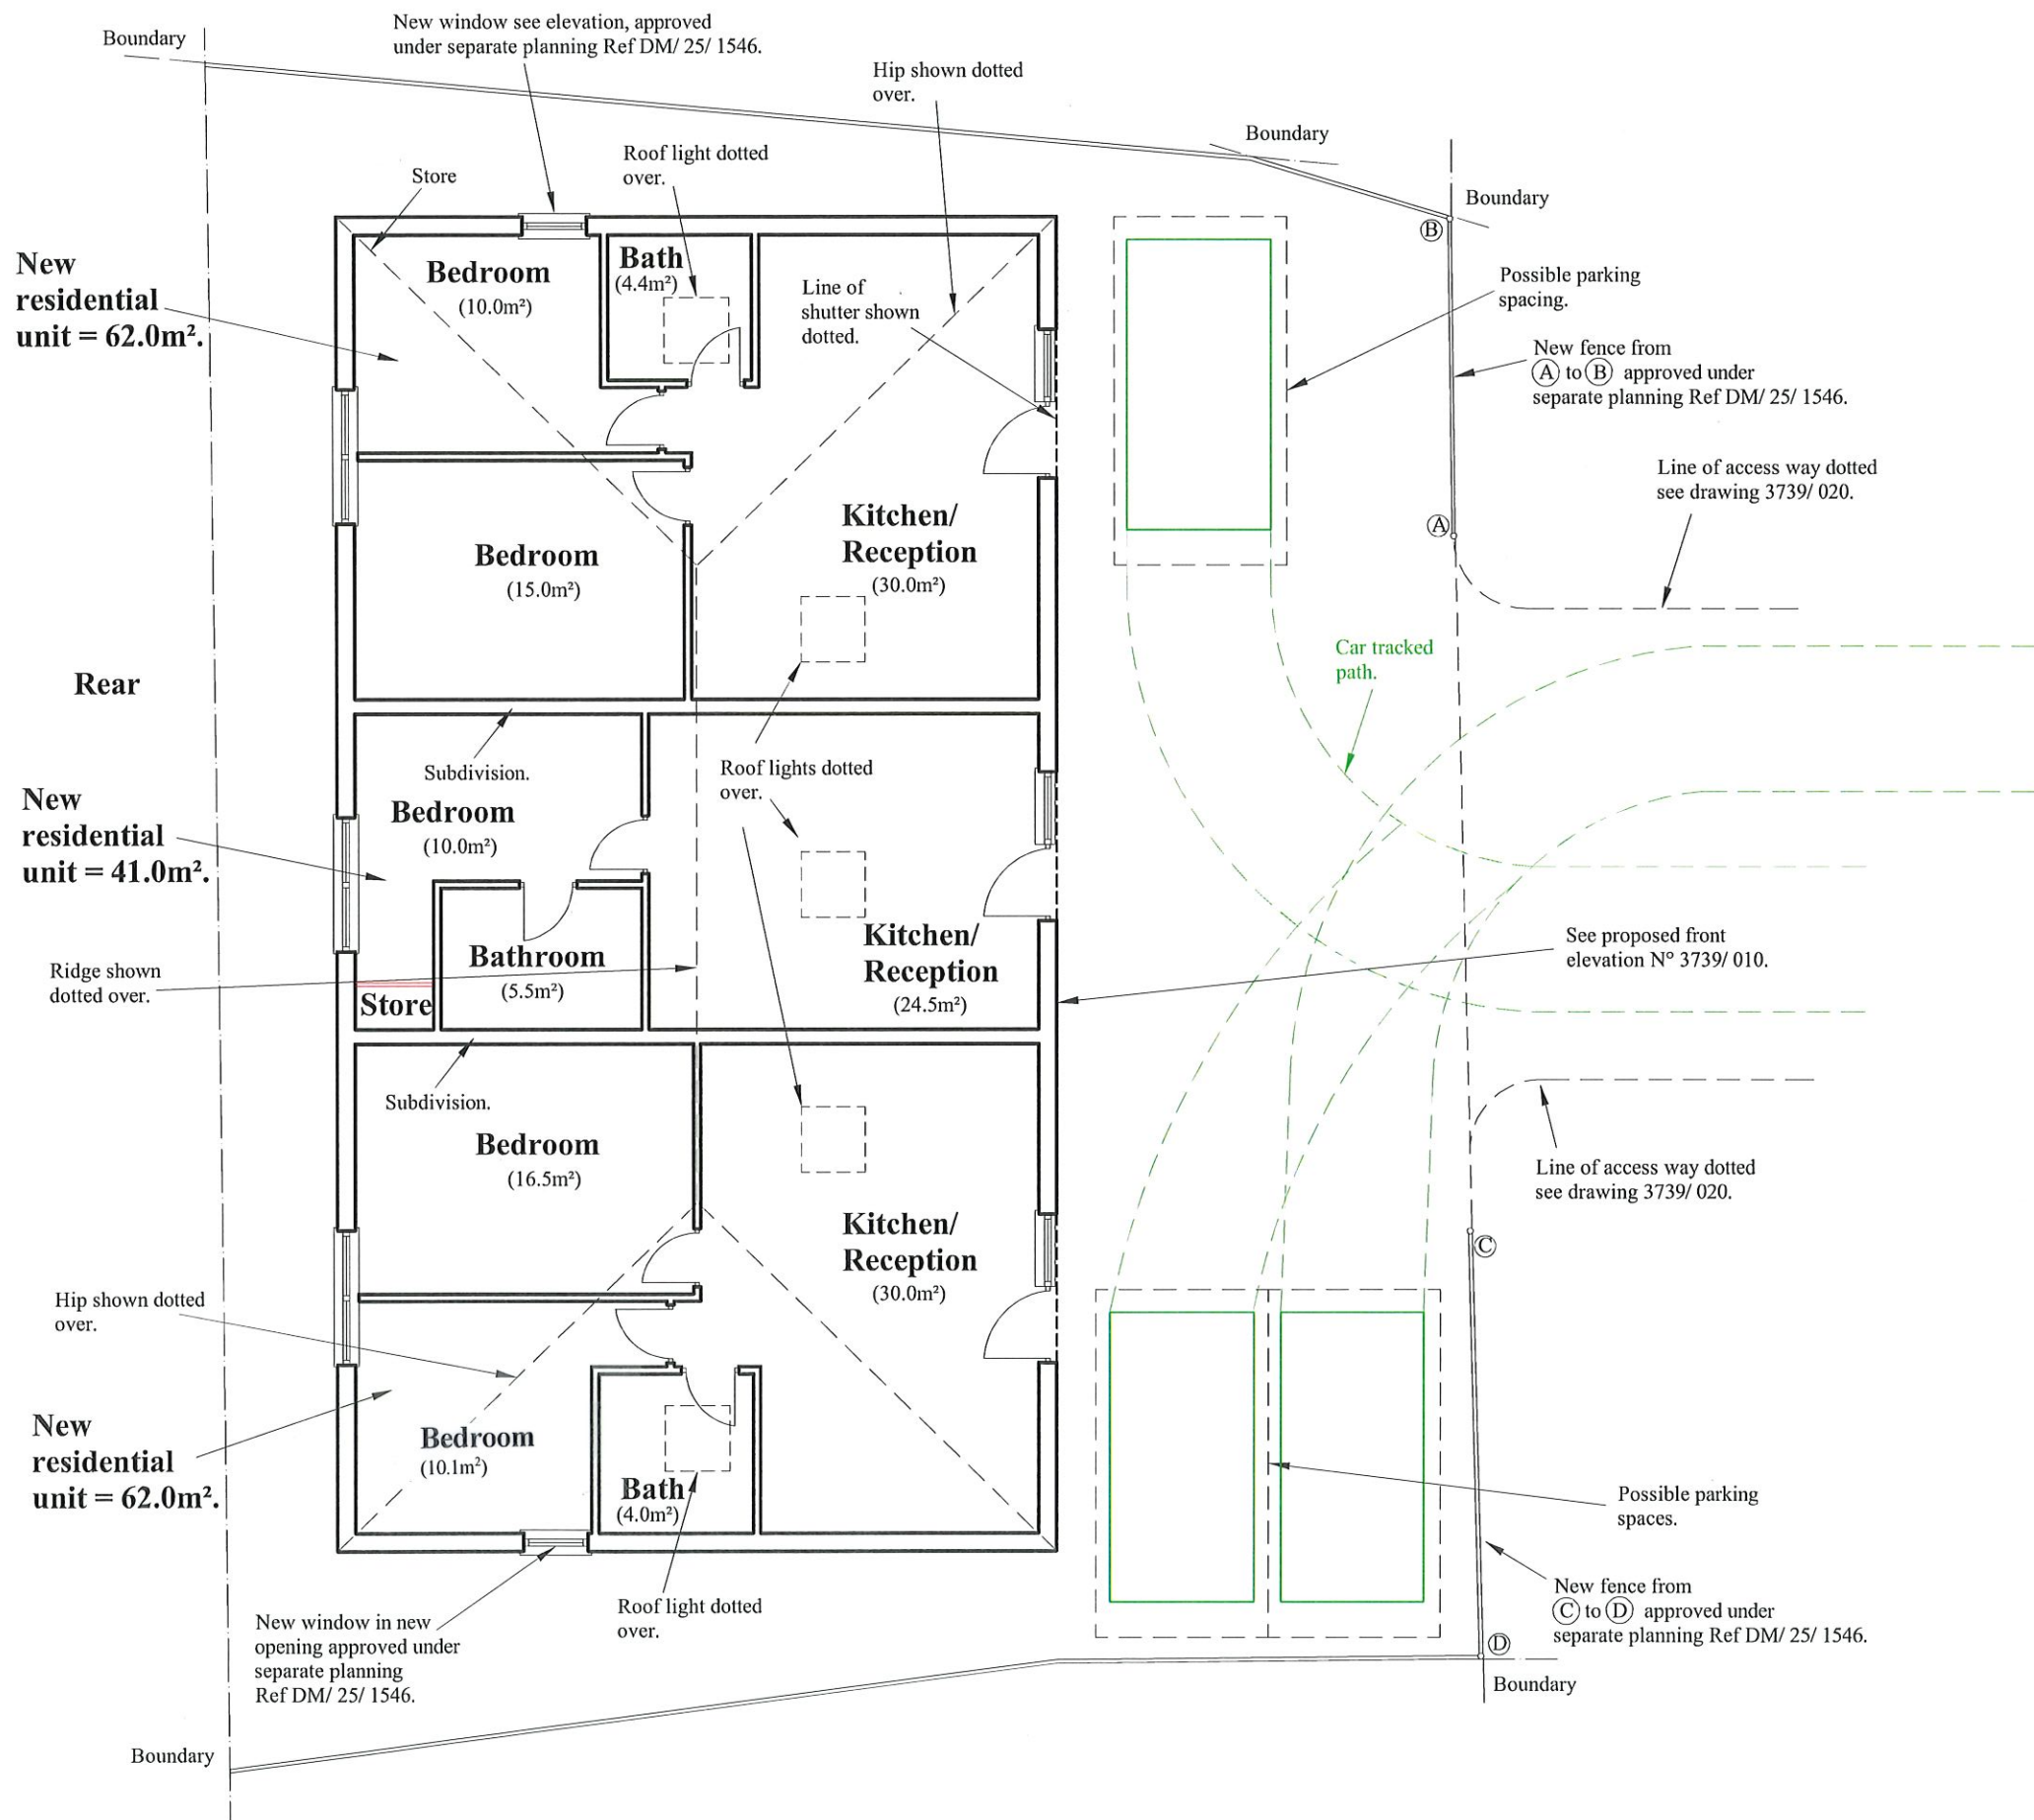 New window see elevation, approved
under separate planning Ref DM/ 25/ 1546.
Boundary
Hip shown dotted
over.
Boundary
Roof light dotted
over.
Store
Boundary
B
New
residential
unit = 62.0m².
Bedroom
(10.0m²)
Bath
(4.4m²)
Line of
shutter shown
dotted.
Possible parking
spacing.
New fence from
A to B approved under
separate planning Ref DM/ 25/ 1546.
Line of access way dotted
see drawing 3739/ 020.
A
Kitchen/
Reception
(30.0m²)
Bedroom
(15.0m²)
Car tracked
path.
Rear
Subdivision.
Roof lights dotted
over.
New
residential
unit = 41.0m².
Bedroom
(10.0m²)
Kitchen/
Reception
(24.5m²)
See proposed front
elevation Nº 3739/ 010.
Bathroom
(5.5m²)
Ridge shown
dotted over.
Store
Subdivision.
Bedroom
(16.5m²)
Line of access way dotted
see drawing 3739/ 020.
Kitchen/
Reception
(30.0m²)
C
Hip shown dotted
over.
New
residential
unit = 62.0m².
Bedroom
(10.1m²)
Bath
(4.0m²)
Possible parking
spaces.
New fence from
C to D approved under
separate planning Ref DM/ 25/ 1546.
Roof light dotted
over.
New window in new
opening approved under
separate planning
Ref DM/ 25/ 1546.
D
Boundary
Boundary